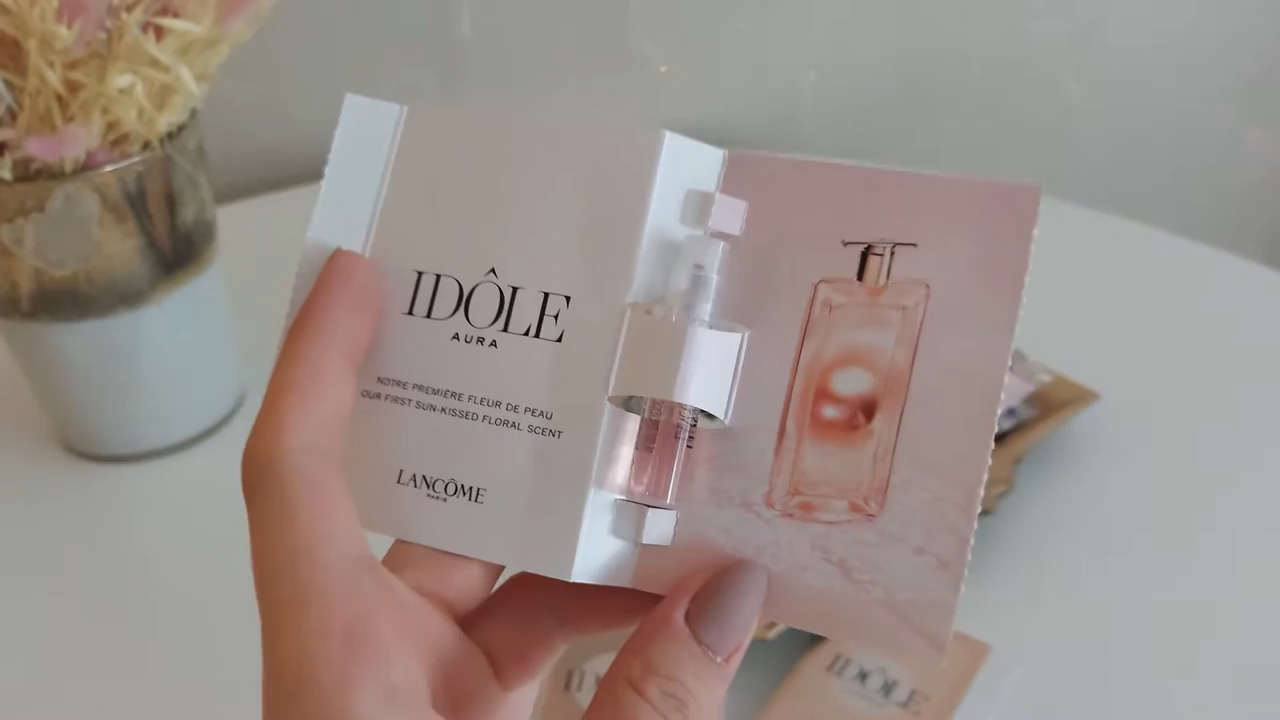 IDÔLE
AURA
NOTRE PREMIÈRE FLEUR DE PEAU
OUR FIRST SUN-KISSED FLORAL SCENT
LANCÔME
PARIS
IDÔLE